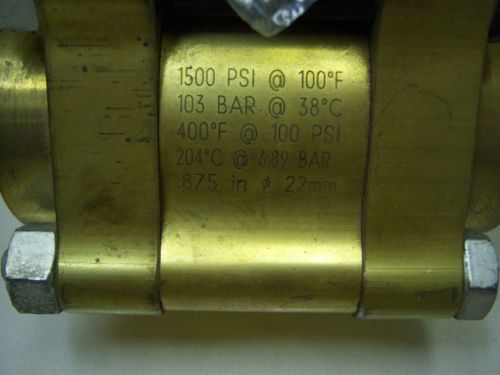 1500 PSI @ 100°F
103 BAR @ 38°C
400°F @ 100 PSI
204°C @ 6.89 BAR
.875 in ϕ 22mm